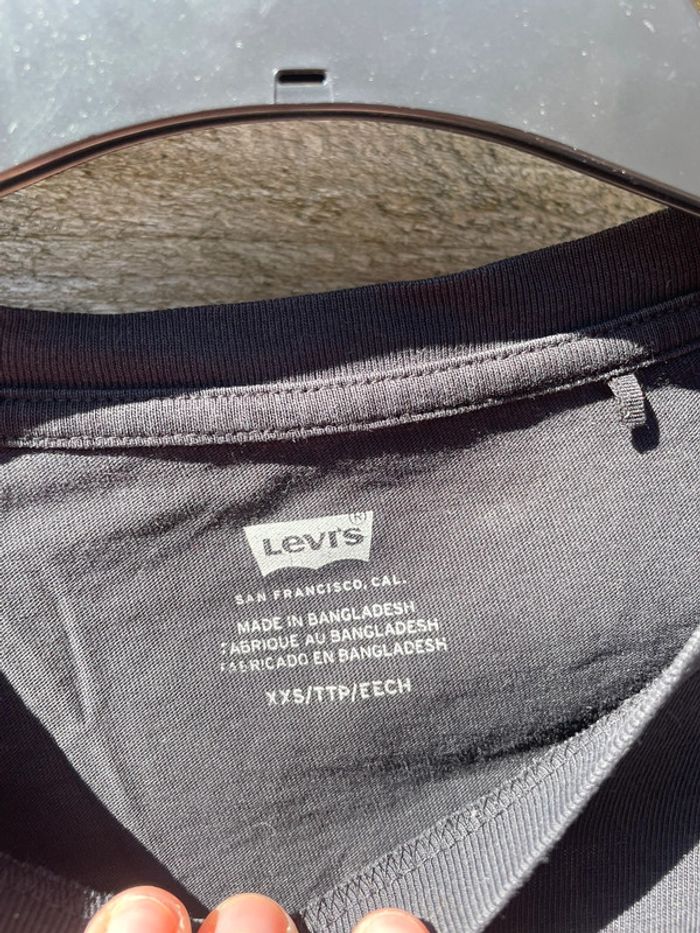 Levi's®
SAN FRANCISCO, CAL.
MADE IN BANGLADESH
FABRIQUE AU BANGLADESH
FABRICADO EN BANGLADESH
XXS/TTP/EECH